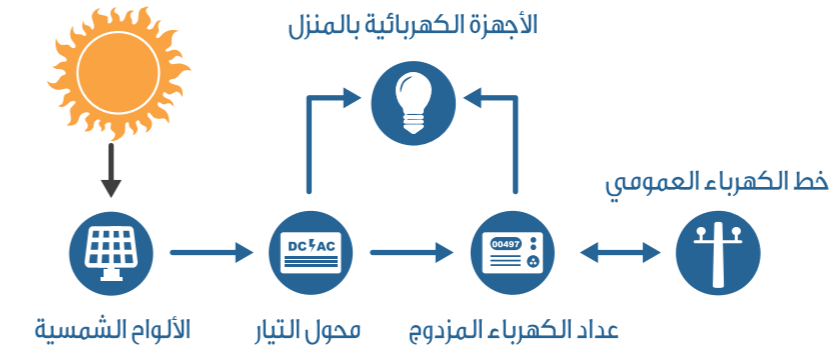 الأجهزة الكهربائية بالمنزل
خط الكهرباء العمومي
DC AC
00497
الألواح الشمسية
محول التيار
عداد الكهرباء المزدوج